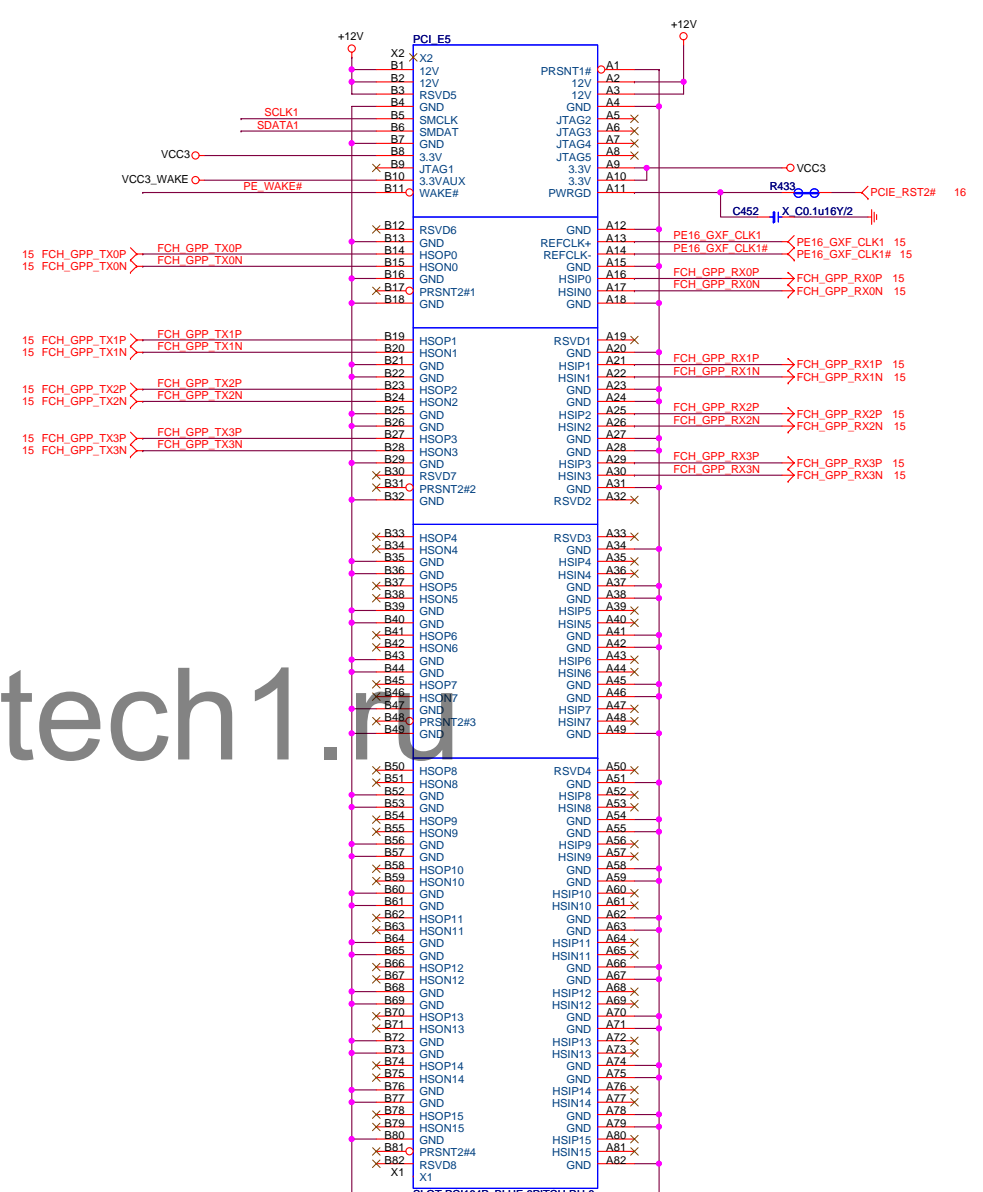 +12V +12V
PCI_E5
X2 X2
B1 12V PRSNT1# A1
B2 12V 12V A2
B3 RSVD5 12V A3
B4 GND GND A4
SCLK1 B5 SMCLK JTAG2 A5
SDATA1 B6 SMDAT JTAG3 A6
B7 GND JTAG4 A7
VCC3 B8 3.3V JTAG5 A8
B9 JTAG1 3.3V A9 VCC3
VCC3_WAKE B10 3.3VAUX 3.3V A10
PE_WAKE# B11 WAKE# PWRGD A11 R433 PCIE_RST2# 16
C452 X_C0.1u16Y/2
B12 RSVD6 GND A12
B13 GND REFCLK+ A13 PE16_GXF_CLK1 PE16_GXF_CLK1 15
15 FCH_GPP_TX0P FCH_GPP_TX0P B14 HSOP0 REFCLK- A14 PE16_GXF_CLK1# PE16_GXF_CLK1# 15
15 FCH_GPP_TX0N FCH_GPP_TX0N B15 HSON0 GND A15
B16 GND HSIP0 A16 FCH_GPP_RX0P FCH_GPP_RX0P 15
B17 PRSNT2#1 HSIN0 A17 FCH_GPP_RX0N FCH_GPP_RX0N 15
B18 GND GND A18
15 FCH_GPP_TX1P FCH_GPP_TX1P B19 HSOP1 RSVD1 A19
15 FCH_GPP_TX1N FCH_GPP_TX1N B20 HSON1 GND A20
B21 GND HSIP1 A21 FCH_GPP_RX1P FCH_GPP_RX1P 15
B22 GND HSIN1 A22 FCH_GPP_RX1N FCH_GPP_RX1N 15
15 FCH_GPP_TX2P FCH_GPP_TX2P B23 HSOP2 GND A23
15 FCH_GPP_TX2N FCH_GPP_TX2N B24 HSON2 GND A24
B25 GND HSIP2 A25 FCH_GPP_RX2P FCH_GPP_RX2P 15
B26 GND HSIN2 A26 FCH_GPP_RX2N FCH_GPP_RX2N 15
15 FCH_GPP_TX3P FCH_GPP_TX3P B27 HSOP3 GND A27
15 FCH_GPP_TX3N FCH_GPP_TX3N B28 HSON3 GND A28
B29 GND HSIP3 A29 FCH_GPP_RX3P FCH_GPP_RX3P 15
B30 RSVD7 HSIN3 A30 FCH_GPP_RX3N FCH_GPP_RX3N 15
B31 PRSNT2#2 GND A31
B32 GND RSVD2 A32
B33 HSOP4 RSVD3 A33
B34 HSON4 GND A34
B35 GND HSIP4 A35
B36 GND HSIN4 A36
B37 HSOP5 GND A37
B38 HSON5 GND A38
B39 GND HSIP5 A39
B40 GND HSIN5 A40
B41 HSOP6 GND A41
B42 HSON6 GND A42
B43 GND HSIP6 A43
B44 GND HSIN6 A44
B45 HSOP7 GND A45
B46 HSON7 GND A46
B47 GND HSIP7 A47
B48 PRSNT2#3 HSIN7 A48
B49 GND GND A49
tech1.ru
B50 HSOP8 RSVD4 A50
B51 HSON8 GND A51
B52 GND HSIP8 A52
B53 GND HSIN8 A53
B54 HSOP9 GND A54
B55 HSON9 GND A55
B56 GND HSIP9 A56
B57 GND HSIN9 A57
B58 HSOP10 GND A58
B59 HSON10 GND A59
B60 GND HSIP10 A60
B61 GND HSIN10 A61
B62 HSOP11 GND A62
B63 HSON11 GND A63
B64 GND HSIP11 A64
B65 GND HSIN11 A65
B66 HSOP12 GND A66
B67 HSON12 GND A67
B68 GND HSIP12 A68
B69 GND HSIN12 A69
B70 HSOP13 GND A70
B71 HSON13 GND A71
B72 GND HSIP13 A72
B73 GND HSIN13 A73
B74 HSOP14 GND A74
B75 HSON14 GND A75
B76 GND HSIP14 A76
B77 GND HSIN14 A77
B78 HSOP15 GND A78
B79 HSON15 GND A79
B80 GND HSIP15 A80
B81 PRSNT2#4 HSIN15 A81
B82 RSVD8 GND A82
X1 X1